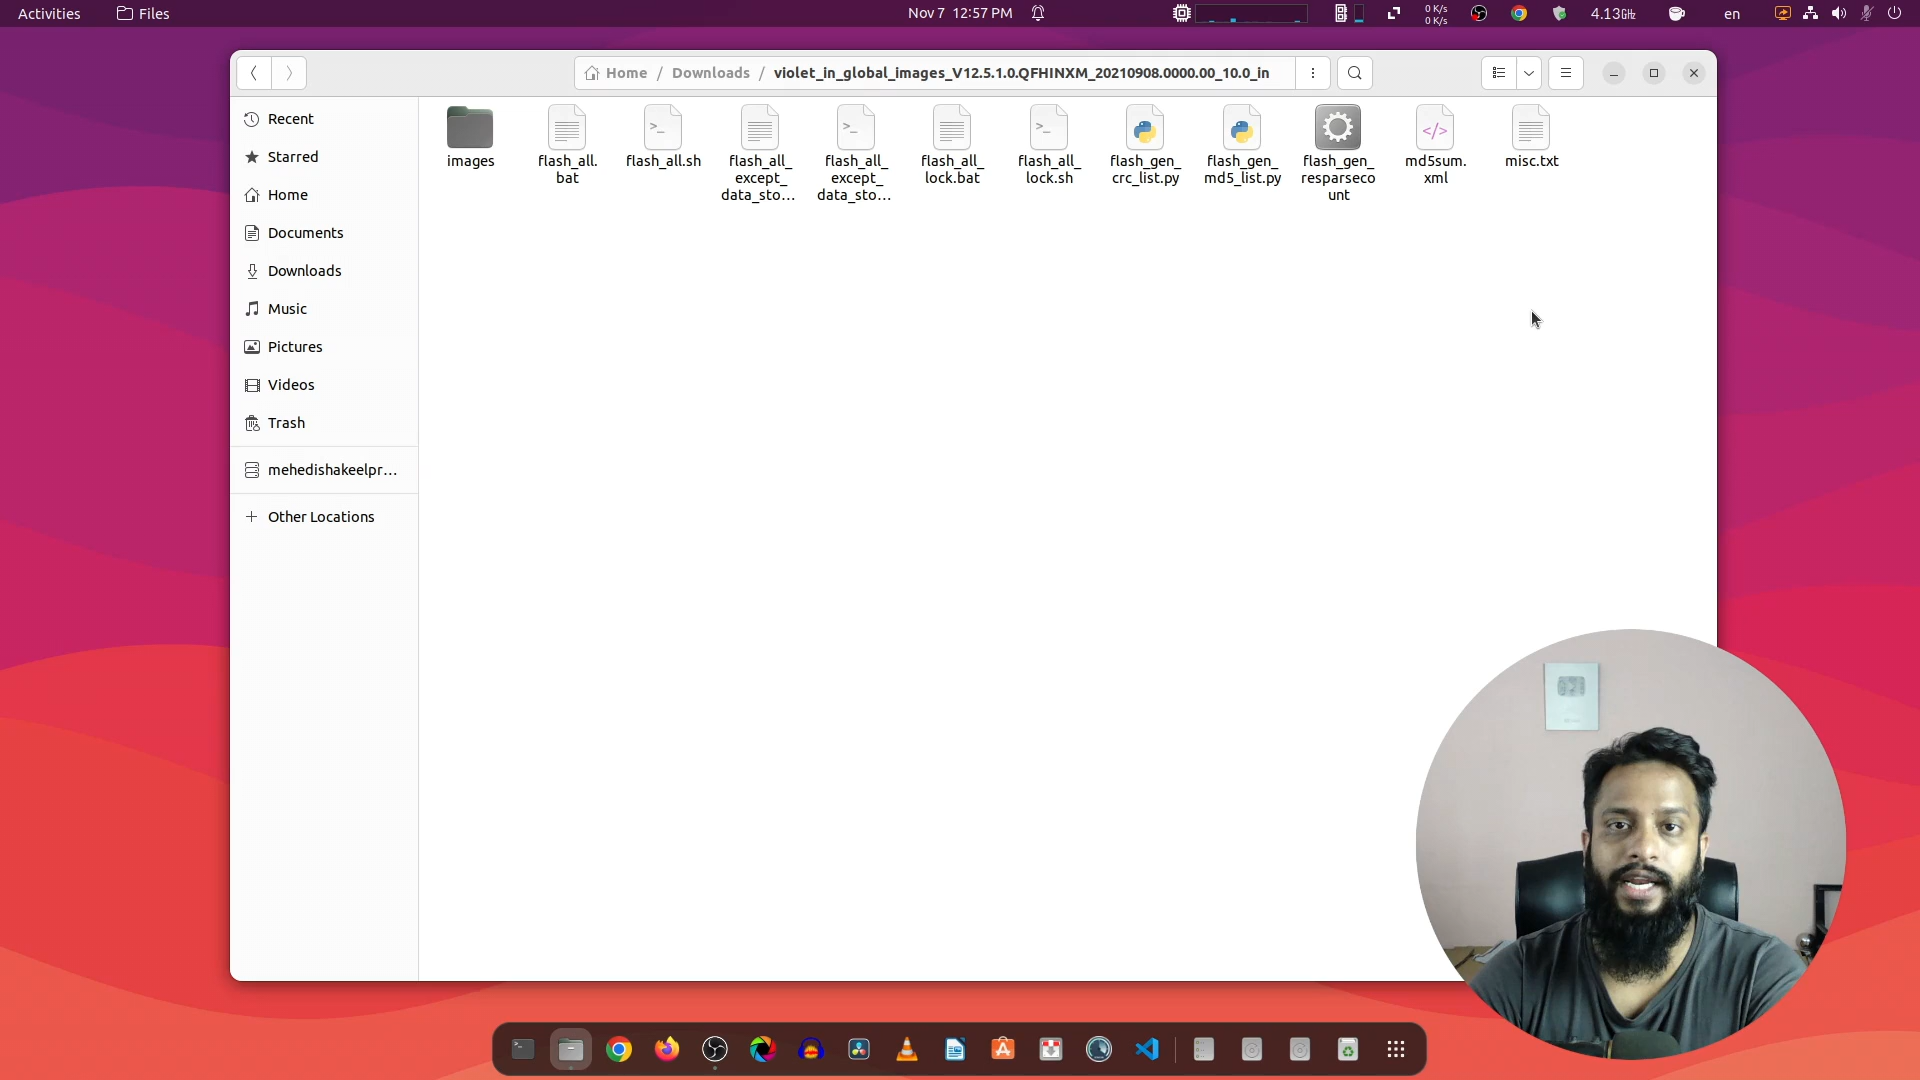 Activities
Files
Nov 7 12:57 PM
0 K/s
0 K/s
4.13GHz
en
Home / Downloads / violet_in_global_images_V12.5.1.0.QFHINXM_20210908.0000.00_10.0_in
Recent
Starred
Home
Documents
Downloads
Music
Pictures
Videos
Trash
mehedishakeelpr...
Other Locations
images
flash_all.
bat
flash_all.sh
flash_all_
except_
data_sto...
flash_all_
except_
data_sto...
flash_all_
lock.bat
flash_all_
lock.sh
flash_gen_
crc_list.py
flash_gen_
md5_list.py
flash_gen_
resparseco
unt
md5sum.
xml
misc.txt